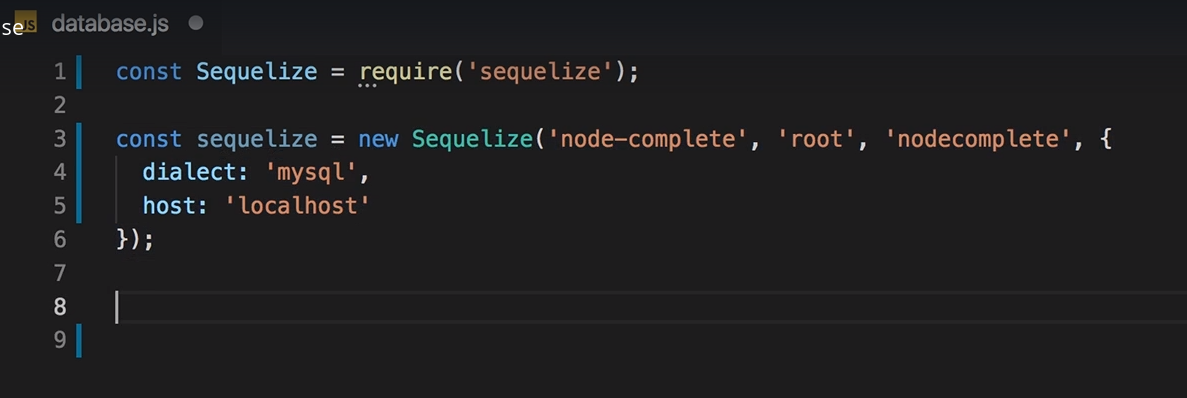 se
JS database.js
1 const Sequelize = require('sequelize');
2
3 const sequelize = new Sequelize('node-complete', 'root', 'nodecomplete', {
4 dialect: 'mysql',
5 host: 'localhost'
6 });
7
8
9